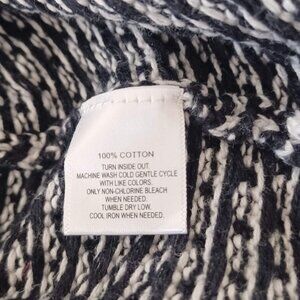 100% COTTON
TURN INSIDE OUT.
MACHINE WASH COLD GENTLE CYCLE
WITH LIKE COLORS.
ONLY NON-CHLORINE BLEACH
WHEN NEEDED.
TUMBLE DRY LOW.
COOL IRON WHEN NEEDED.